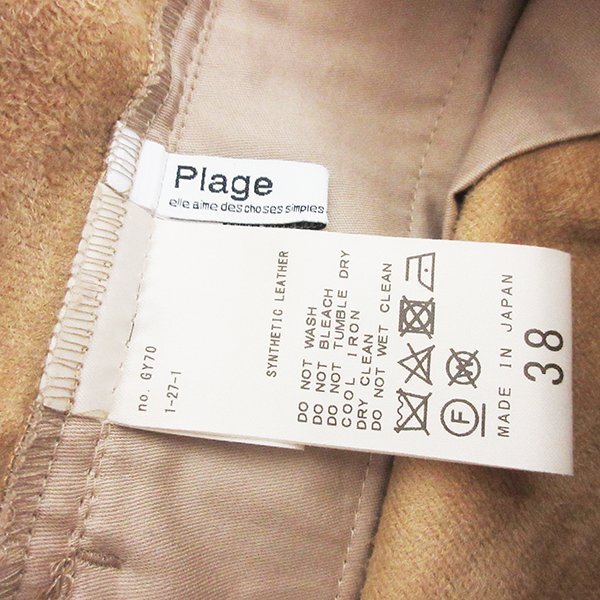 Plage
elle aime des choses simples
no. GY70
1-27-1
SYNTHETIC LEATHER
DO NOT WASH
DO NOT BLEACH
DO NOT TUMBLE DRY
COOL IRON
DRY CLEAN
DO NOT WET CLEAN
F
MADE IN JAPAN
38